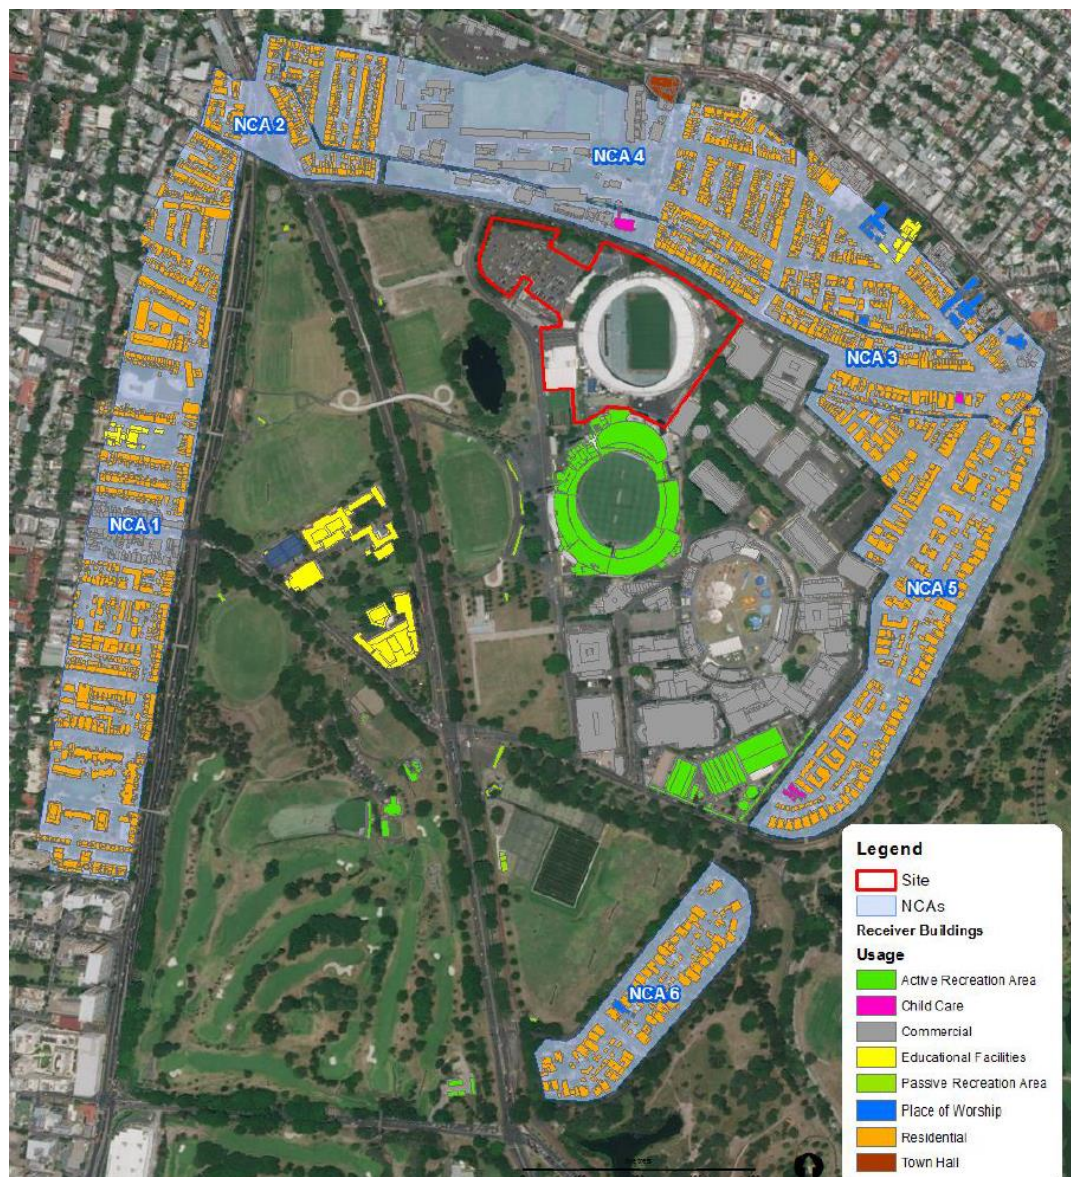 NCA 2
NCA 4
NCA 3
NCA 1
NCA 5
NCA 6
Legend
Site
NCAs
Receiver Buildings
Usage
Active Recreation Area
Child Care
Commercial
Educational Facilities
Passive Recreation Area
Place of Worship
Residential
Town Hall